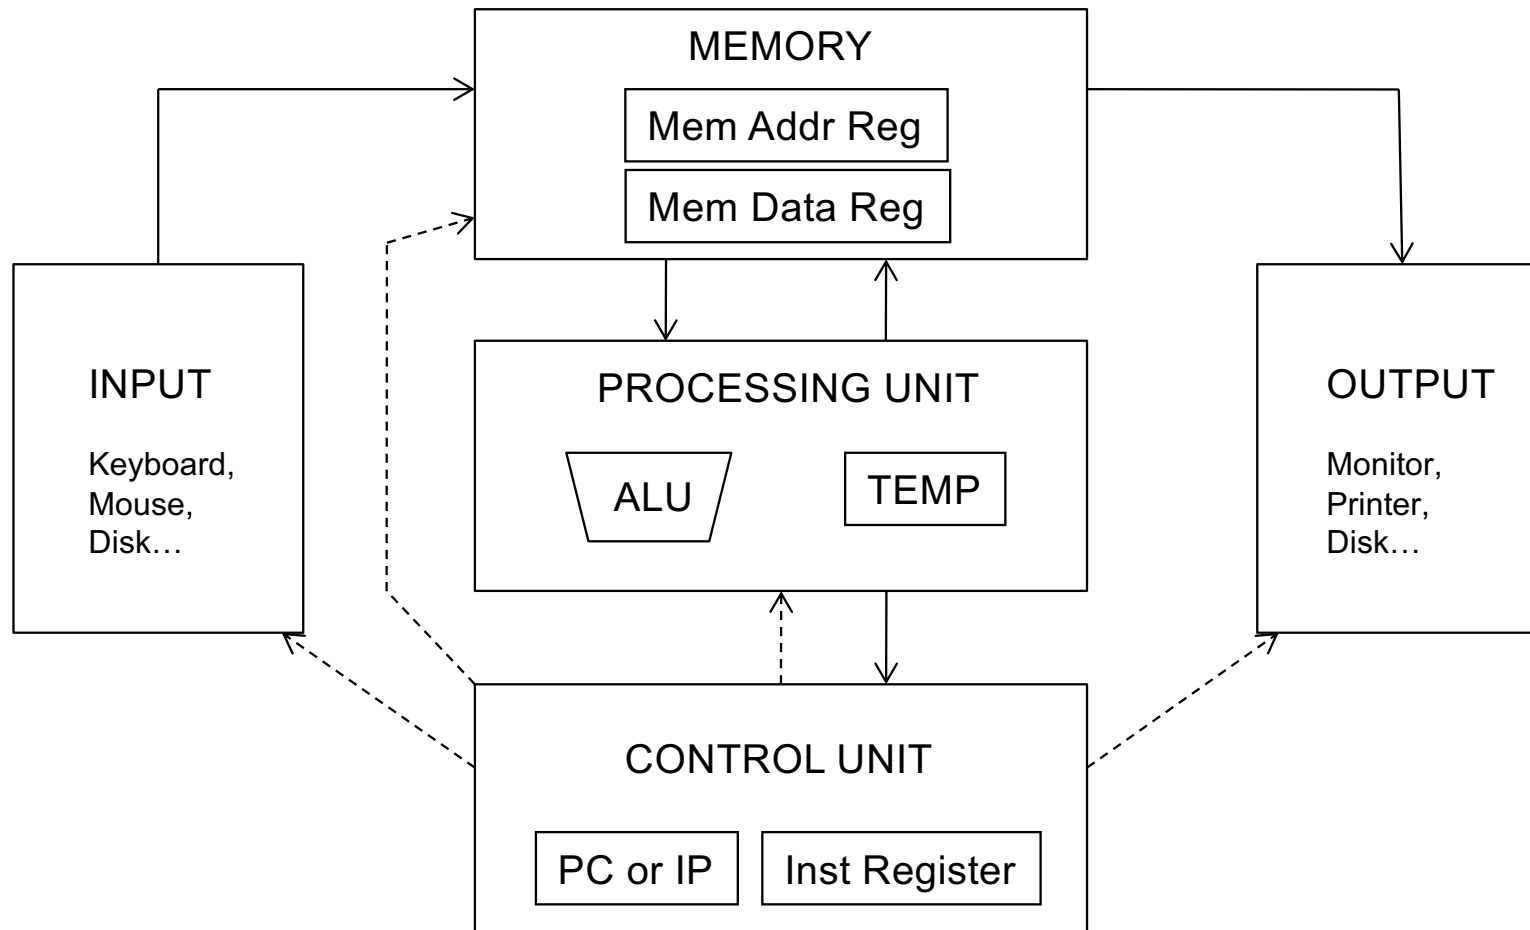 MEMORY
Mem Addr Reg
Mem Data Reg
INPUT
Keyboard,
Mouse,
Disk…
PROCESSING UNIT
ALU
TEMP
OUTPUT
Monitor,
Printer,
Disk…
CONTROL UNIT
PC or IP
Inst Register